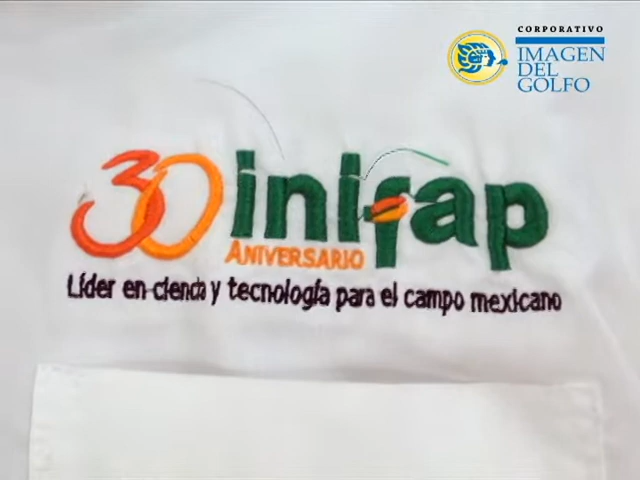 CORPORATIVO
IMAGEN
DEL
GOLFO
30 inifap
ANIVERSARIO
Líder en ciencia y tecnología para el campo mexicano